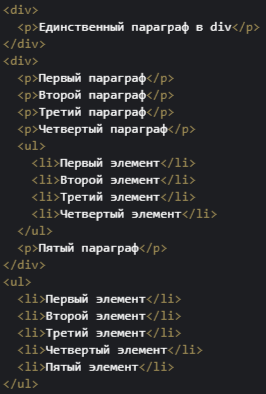 <div>
  <p>Единственный параграф в div</p>
</div>
<div>
  <p>Первый параграф</p>
  <p>Второй параграф</p>
  <p>Третий параграф</p>
  <p>Четвертый параграф</p>
  <ul>
    <li>Первый элемент</li>
    <li>Второй элемент</li>
    <li>Третий элемент</li>
    <li>Четвертый элемент</li>
  </ul>
  <p>Пятый параграф</p>
</div>
<ul>
  <li>Первый элемент</li>
  <li>Второй элемент</li>
  <li>Третий элемент</li>
  <li>Четвертый элемент</li>
  <li>Пятый элемент</li>
</ul>